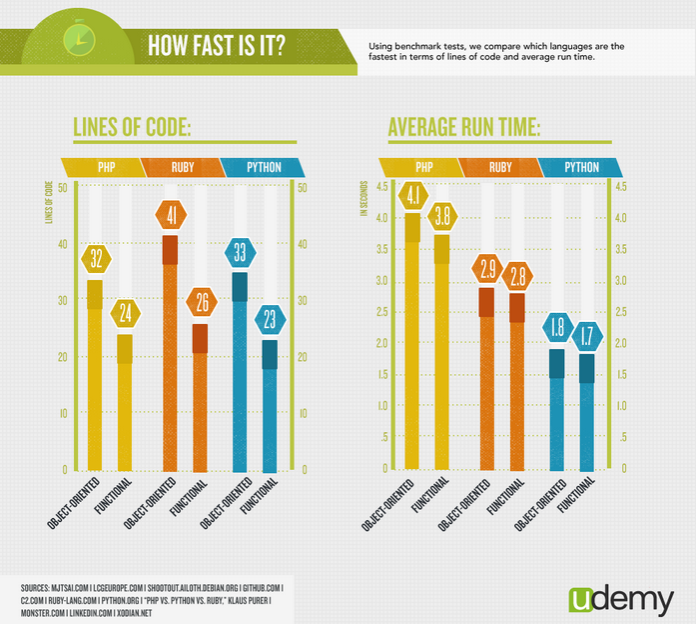 HOW FAST IS IT?
Using benchmark tests, we compare which languages are the
fastest in terms of lines of code and average run time.
LINES OF CODE:
PHP RUBY PYTHON
LINES OF CODE
50 50
40 40
30 30
20 20
10 10
0 0
32
24
41
26
33
23
OBJECT-ORIENTED
FUNCTIONAL
OBJECT-ORIENTED
FUNCTIONAL
OBJECT-ORIENTED
FUNCTIONAL
AVERAGE RUN TIME:
PHP RUBY PYTHON
IN SECONDS
4.5 4.5
4.0 4.0
3.5 3.5
3.0 3.0
2.5 2.5
2.0 2.0
1.5 1.5
1.0 1.0
.5 .5
0 0
4.1
3.8
2.9
2.8
1.8
1.7
OBJECT-ORIENTED
FUNCTIONAL
OBJECT-ORIENTED
FUNCTIONAL
OBJECT-ORIENTED
FUNCTIONAL
SOURCES: MJTSAI.COM | LCGEUROPE.COM | SHOOTOUT.AILOTH.DEBIAN.ORG | GITHUB.COM |
C2.COM | RUBY-LANG.COM | PYTHON.ORG | "PHP VS. PYTHON VS. RUBY," KLAUS PURER |
MONSTER.COM | LINKEDIN.COM | XODIAN.NET
udemy